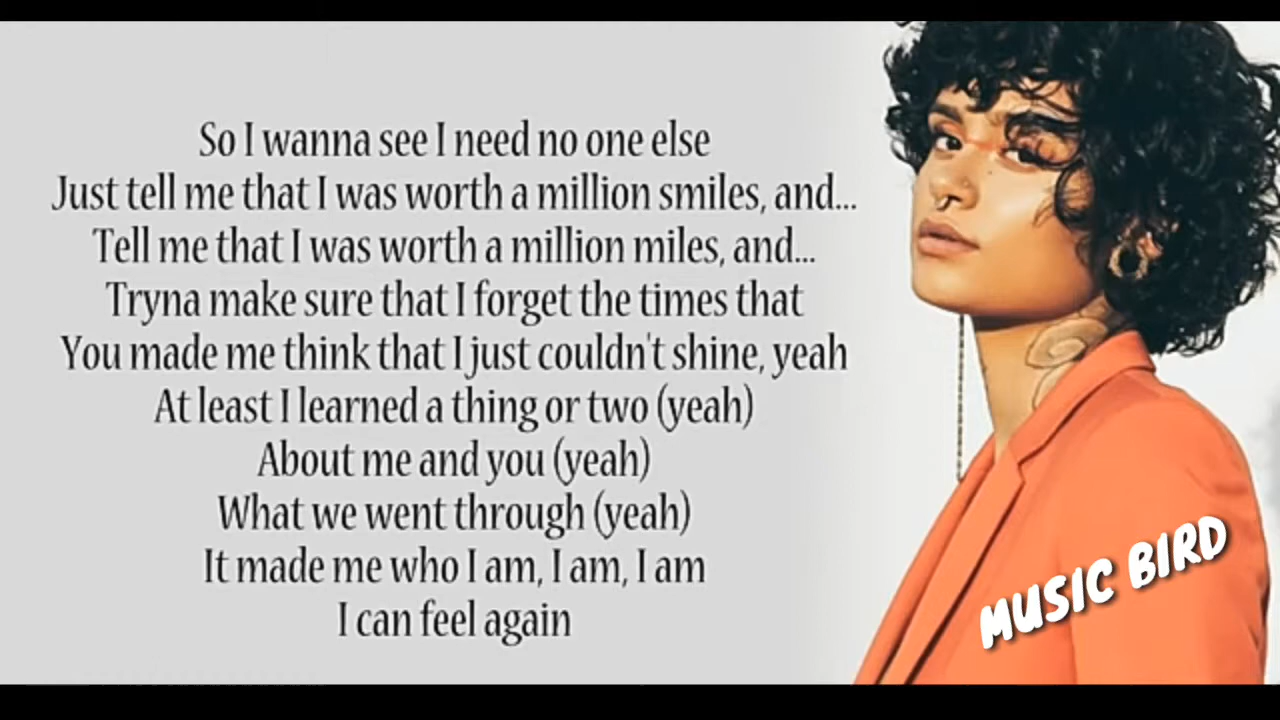 So I wanna see I need no one else
Just tell me that I was worth a million smiles, and...
Tell me that I was worth a million miles, and...
Tryna make sure that I forget the times that
You made me think that I just couldn't shine, yeah
At least I learned a thing or two (yeah)
About me and you (yeah)
What we went through (yeah)
It made me who I am, I am, I am
I can feel again
MUSIC BIRD